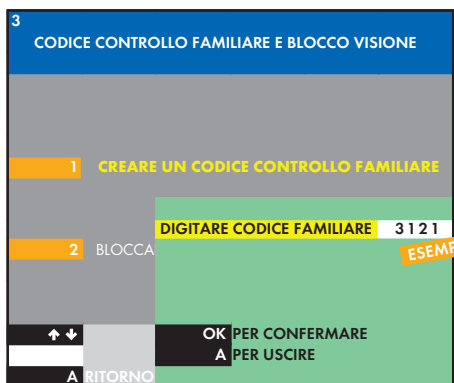 3
CODICE CONTROLLO FAMILIARE E BLOCCO VISIONE
1 CREARE UN CODICE CONTROLLO FAMILIARE
DIGITARE CODICE FAMILIARE 3121
2 BLOCCA
OK PER CONFERMARE
A PER USCIRE
A RITORNO